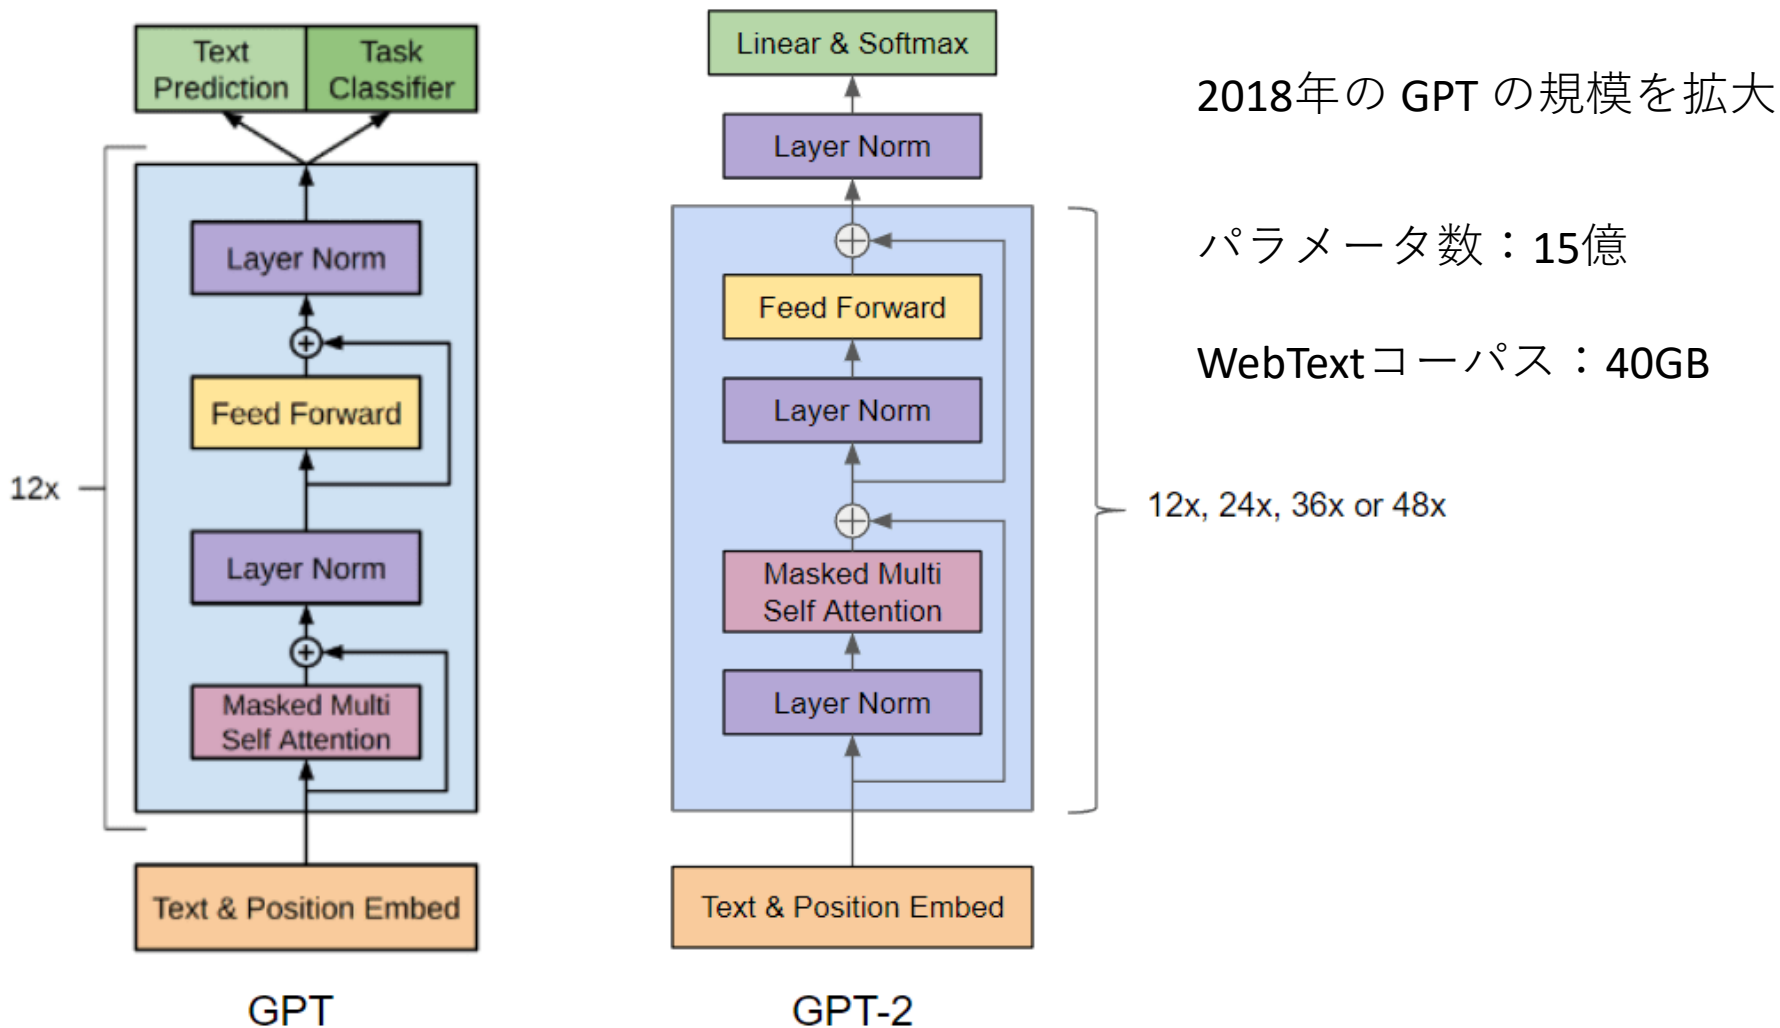 Text
Prediction
Task
Classifier
Layer Norm
Feed Forward
12x
Layer Norm
Masked Multi
Self Attention
Text & Position Embed
GPT
Linear & Softmax
Layer Norm
Feed Forward
Layer Norm
Masked Multi
Self Attention
Layer Norm
12x, 24x, 36x or 48x
Text & Position Embed
GPT-2
2018年の GPT の規模を拡大
パラメータ数：15億
WebTextコーパス：40GB